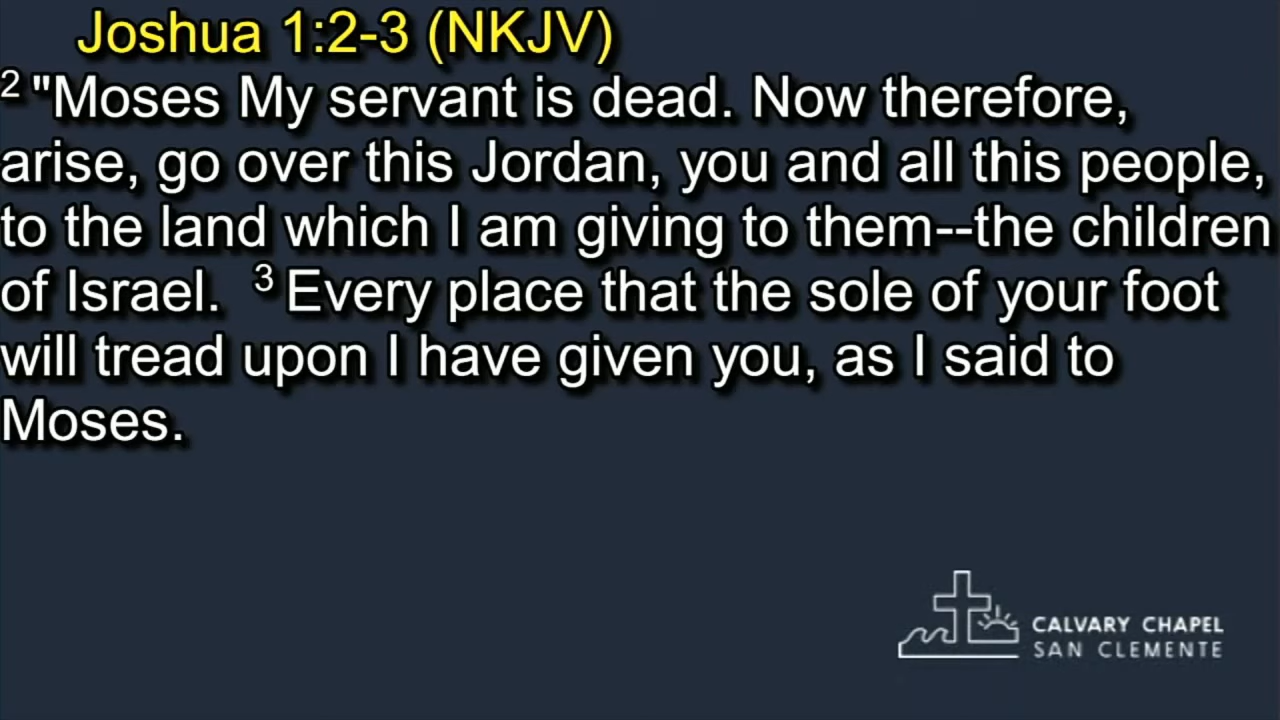 Joshua 1:2-3 (NKJV)
2 "Moses My servant is dead. Now therefore,
arise, go over this Jordan, you and all this people,
to the land which I am giving to them--the children
of Israel.  3 Every place that the sole of your foot
will tread upon I have given you, as I said to
Moses.
CALVARY CHAPEL
SAN CLEMENTE